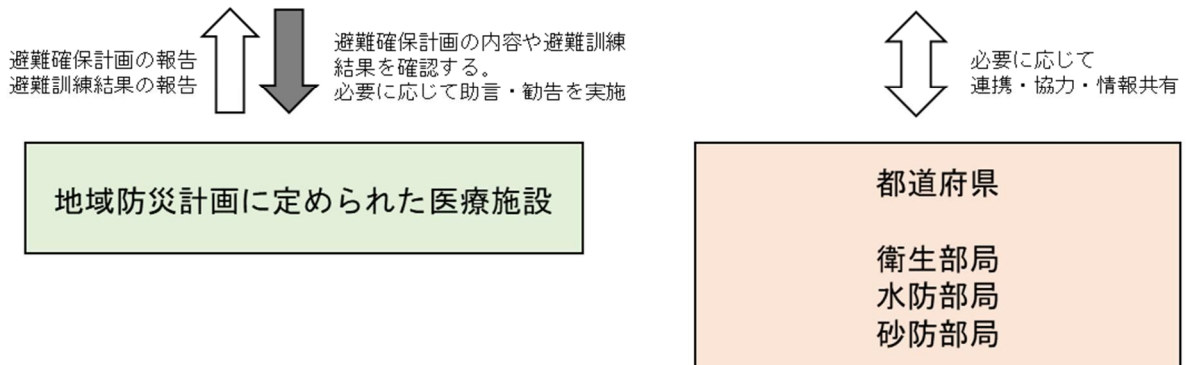 避難確保計画の報告
避難訓練結果の報告
避難確保計画の内容や避難訓練
結果を確認する。
必要に応じて助言・勧告を実施
必要に応じて
連携・協力・情報共有
地域防災計画に定められた医療施設
都道府県
衛生部局
水防部局
砂防部局